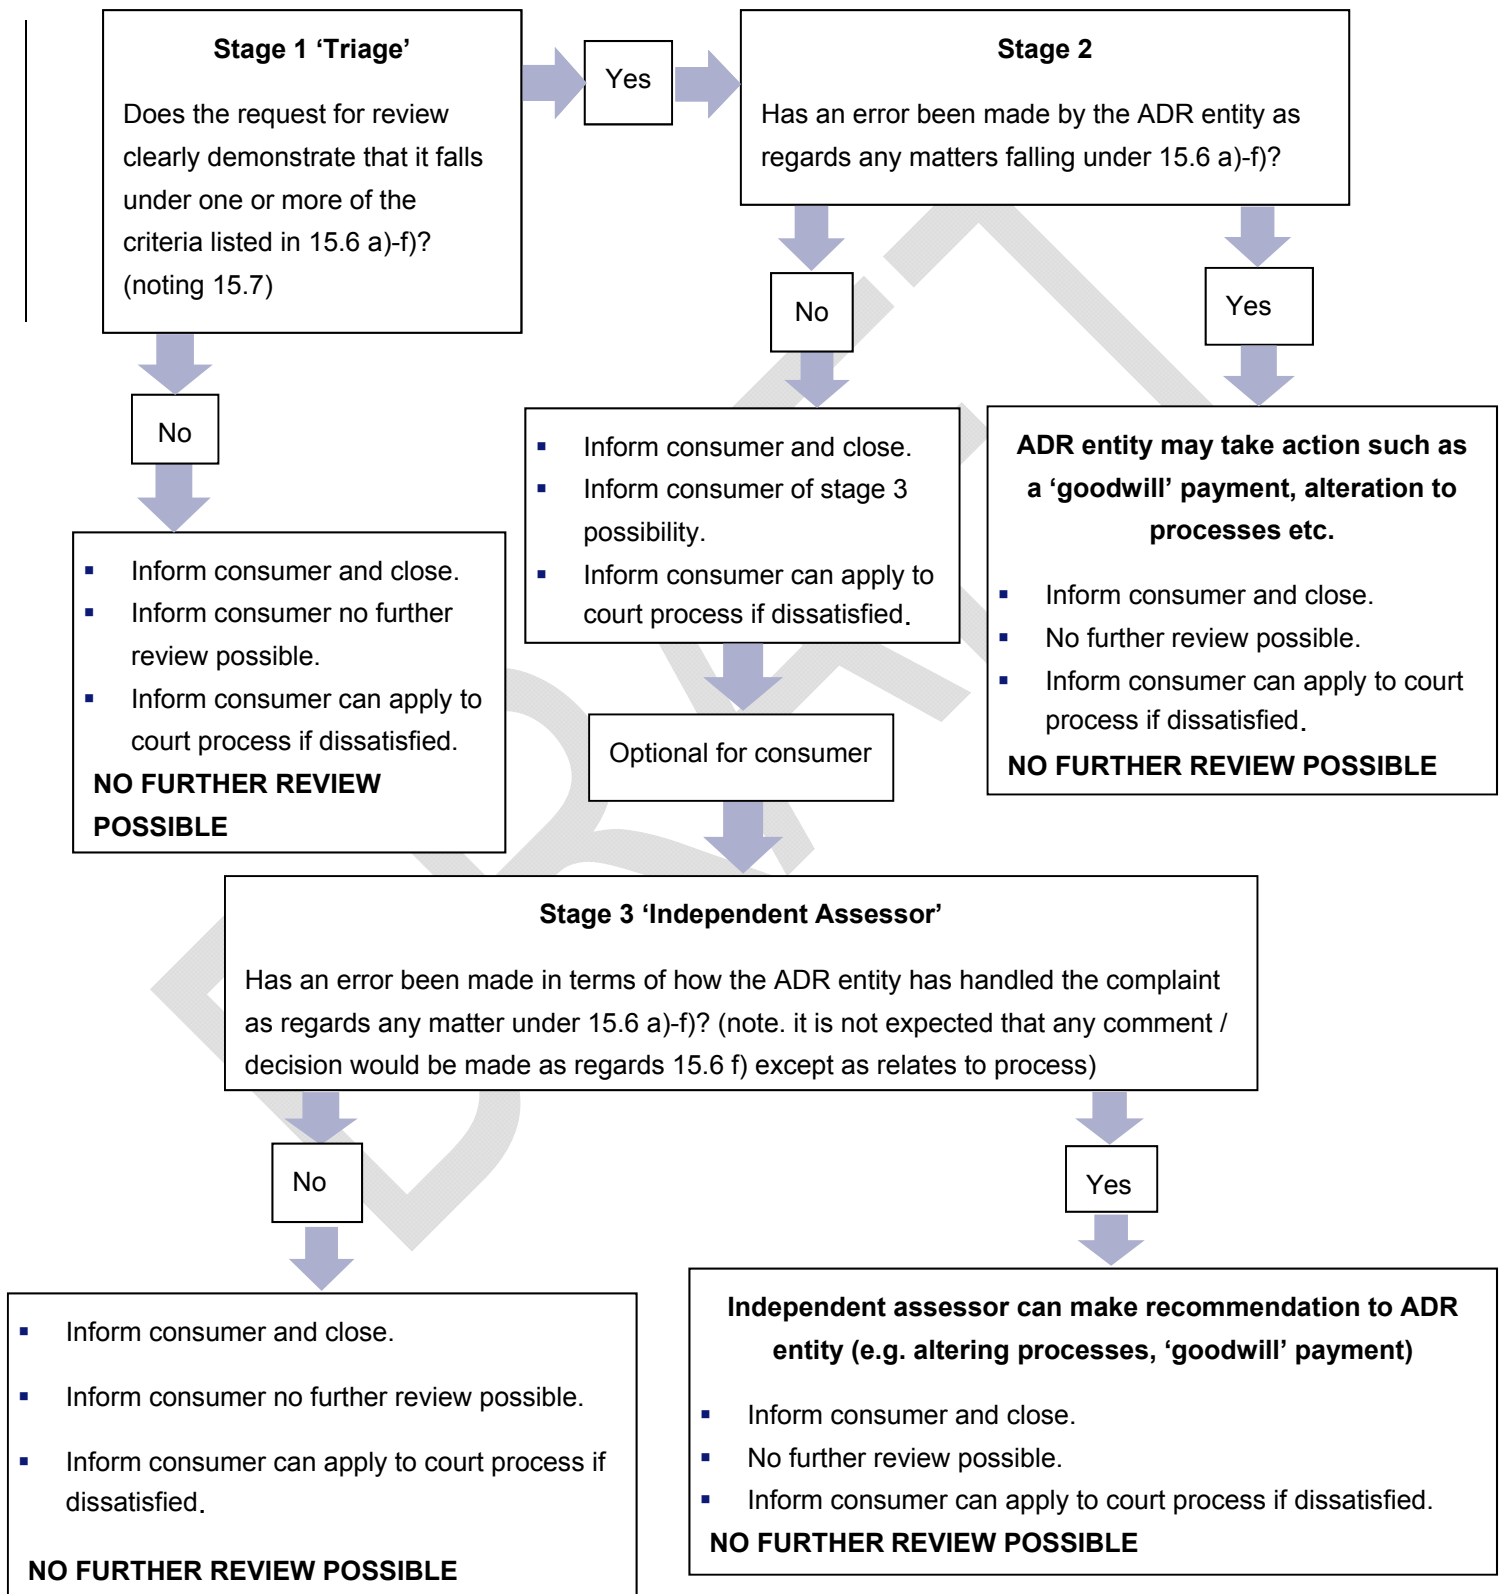 Stage 1 ‘Triage’
Does the request for review
clearly demonstrate that it falls
under one or more of the
criteria listed in 15.6 a)-f)?
(noting 15.7)
Yes
Stage 2
Has an error been made by the ADR entity as
regards any matters falling under 15.6 a)-f)?
No
▪ Inform consumer and close.
▪ Inform consumer no further
review possible.
▪ Inform consumer can apply to
court process if dissatisfied.
NO FURTHER REVIEW
POSSIBLE
No
▪ Inform consumer and close.
▪ Inform consumer of stage 3
possibility.
▪ Inform consumer can apply to
court process if dissatisfied.
Yes
ADR entity may take action such as
a ‘goodwill’ payment, alteration to
processes etc.
▪ Inform consumer and close.
▪ No further review possible.
▪ Inform consumer can apply to court
process if dissatisfied.
NO FURTHER REVIEW POSSIBLE
Optional for consumer
Stage 3 ‘Independent Assessor’
Has an error been made in terms of how the ADR entity has handled the complaint
as regards any matter under 15.6 a)-f)? (note. it is not expected that any comment /
decision would be made as regards 15.6 f) except as relates to process)
No
▪ Inform consumer and close.
▪ Inform consumer no further review possible.
▪ Inform consumer can apply to court process if
dissatisfied.
NO FURTHER REVIEW POSSIBLE
Yes
Independent assessor can make recommendation to ADR
entity (e.g. altering processes, ‘goodwill’ payment)
▪ Inform consumer and close.
▪ No further review possible.
▪ Inform consumer can apply to court process if dissatisfied.
NO FURTHER REVIEW POSSIBLE
DRAFT